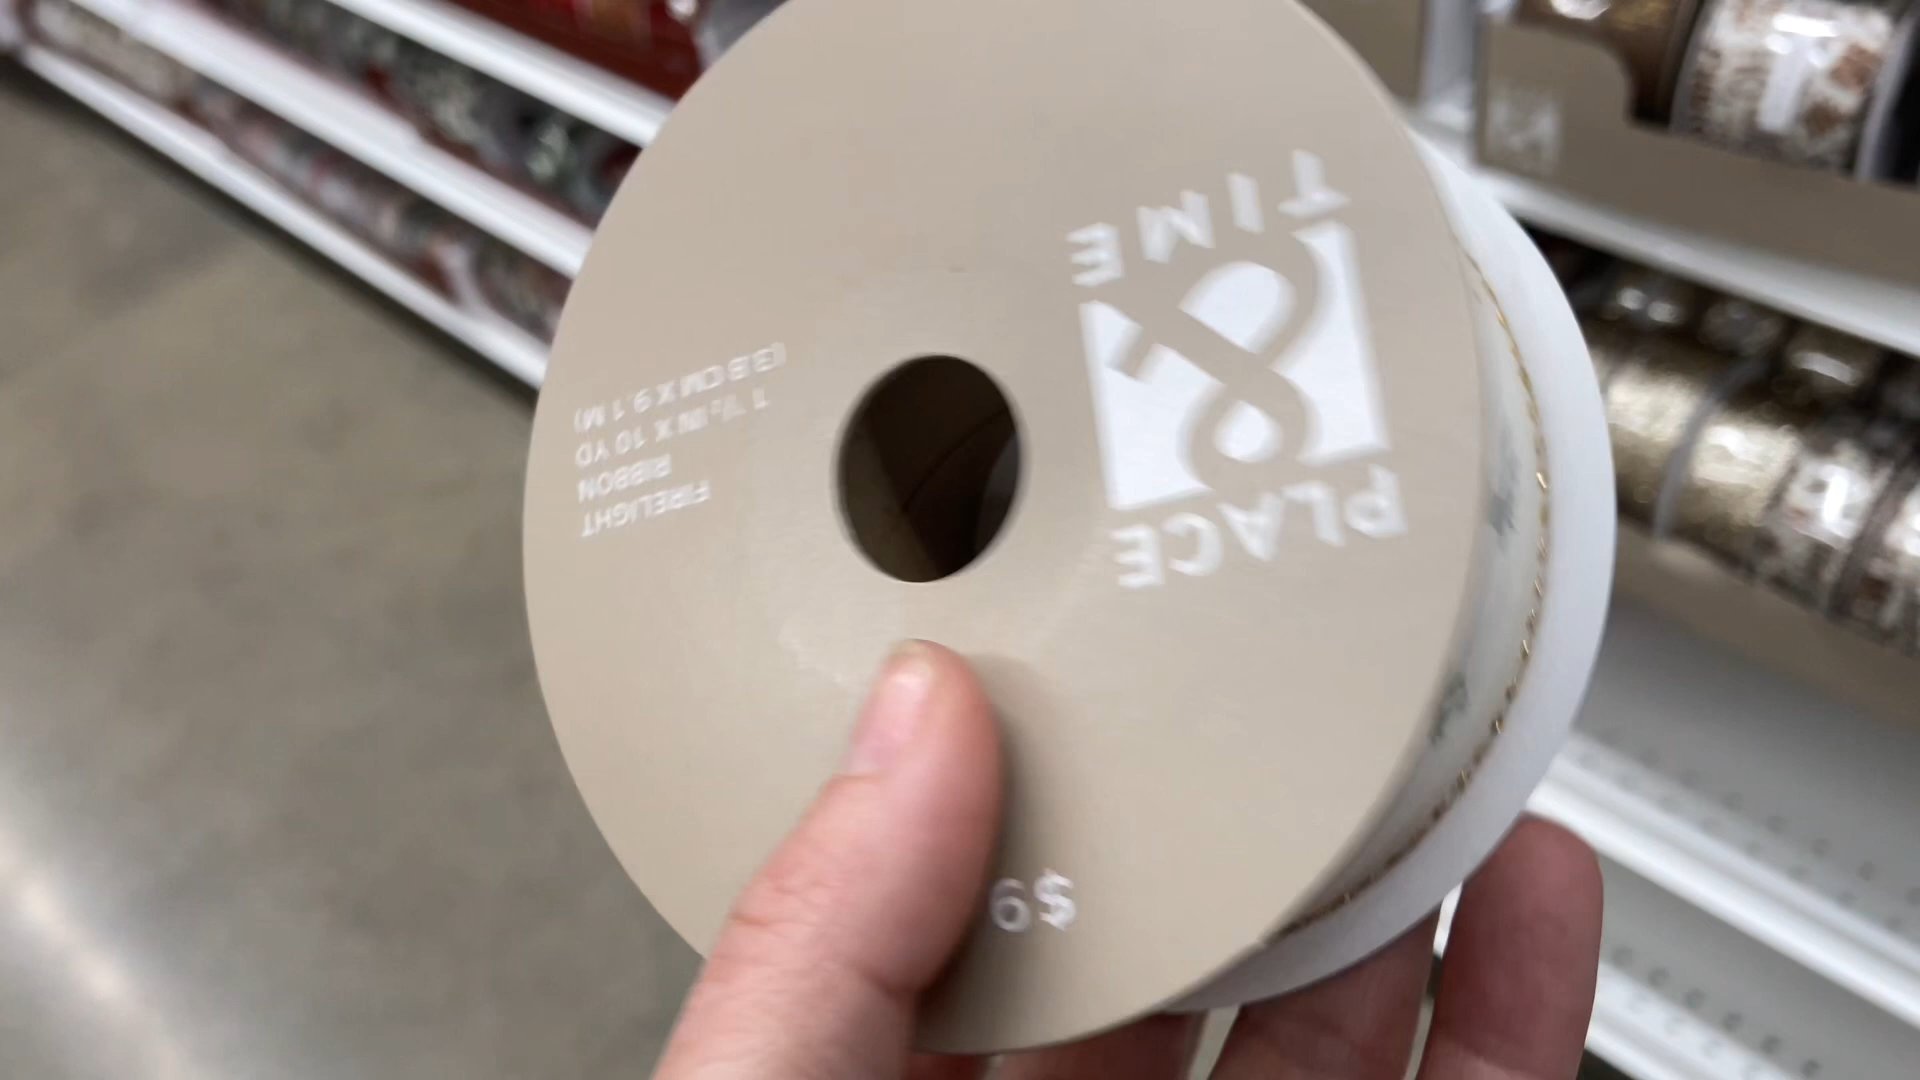 $9
PLACE
&
TIME
FIRELIGHT
RIBBON
1 1/2 IN X 10 YD
(3.8 CM X 9.1 M)